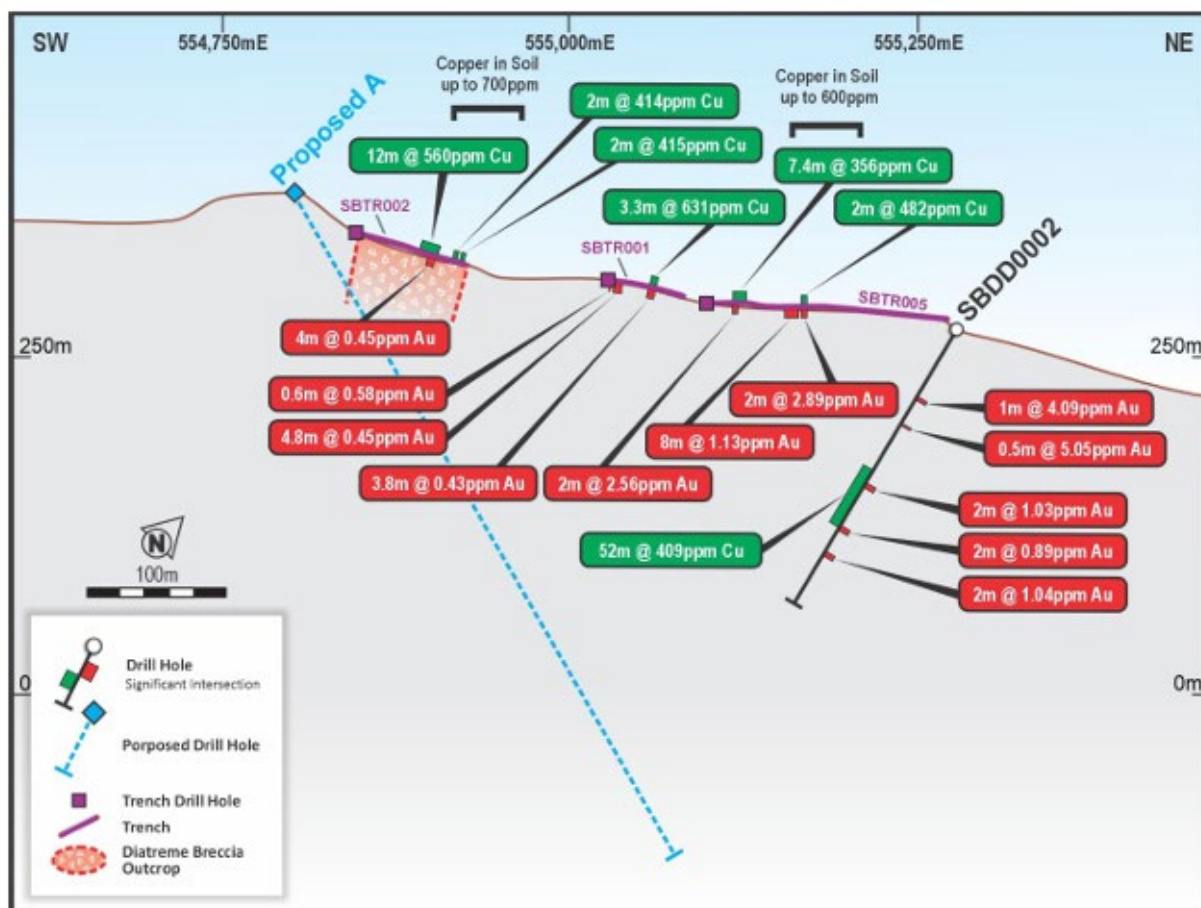 SW
554,750mE
555,000mE
555,250mE
NE
Copper in Soil
up to 700ppm
Copper in Soil
up to 600ppm
Proposed A
2m @ 414ppm Cu
12m @ 560ppm Cu
2m @ 415ppm Cu
7.4m @ 356ppm Cu
3.3m @ 631ppm Cu
2m @ 482ppm Cu
SBTR002
SBTR001
SBTR005
SBDD0002
250m
250m
4m @ 0.45ppm Au
0.6m @ 0.58ppm Au
4.8m @ 0.45ppm Au
3.8m @ 0.43ppm Au
2m @ 2.56ppm Au
8m @ 1.13ppm Au
2m @ 2.89ppm Au
1m @ 4.09ppm Au
0.5m @ 5.05ppm Au
2m @ 1.03ppm Au
52m @ 409ppm Cu
2m @ 0.89ppm Au
2m @ 1.04ppm Au
N
100m
0
0m
Drill Hole
Significant Intersection
Porposed Drill Hole
Trench Drill Hole
Trench
Diatreme Breccia
Outcrop